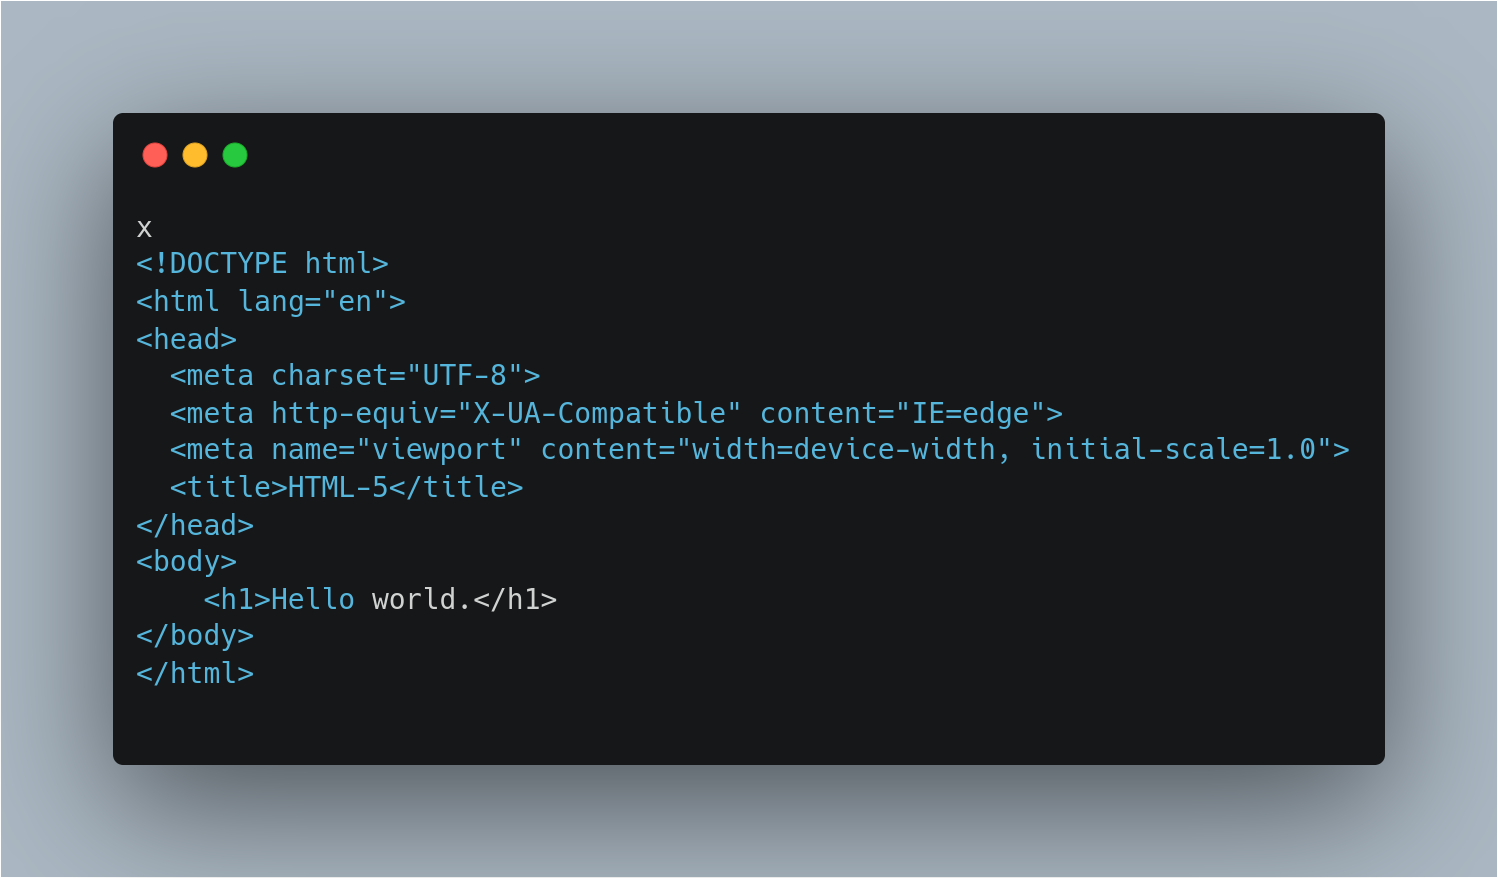 x
<!DOCTYPE html>
<html lang="en">
<head>
  <meta charset="UTF-8">
  <meta http-equiv="X-UA-Compatible" content="IE=edge">
  <meta name="viewport" content="width=device-width, initial-scale=1.0">
  <title>HTML-5</title>
</head>
<body>
    <h1>Hello world.</h1>
</body>
</html>